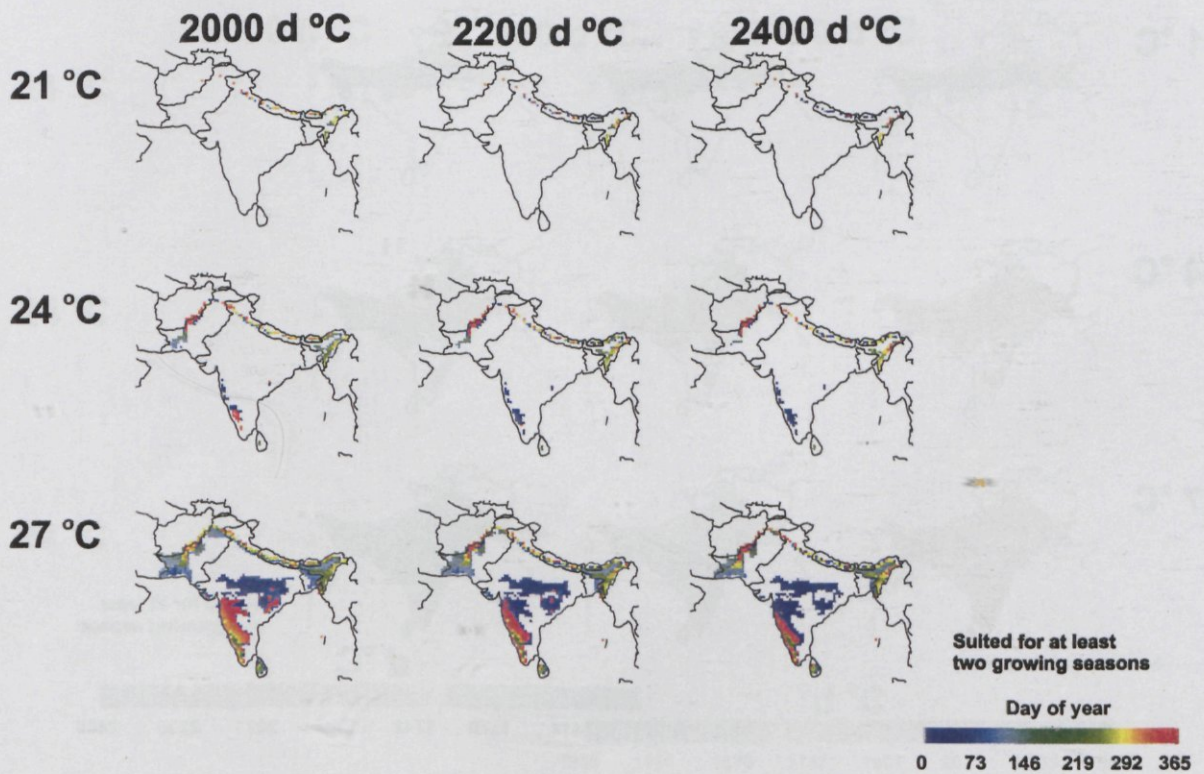 2000 d ºC 2200 d ºC 2400 d ºC
21 °C
24 °C
27 °C
Suited for at least
two growing seasons
Day of year
0 73 146 219 292 365